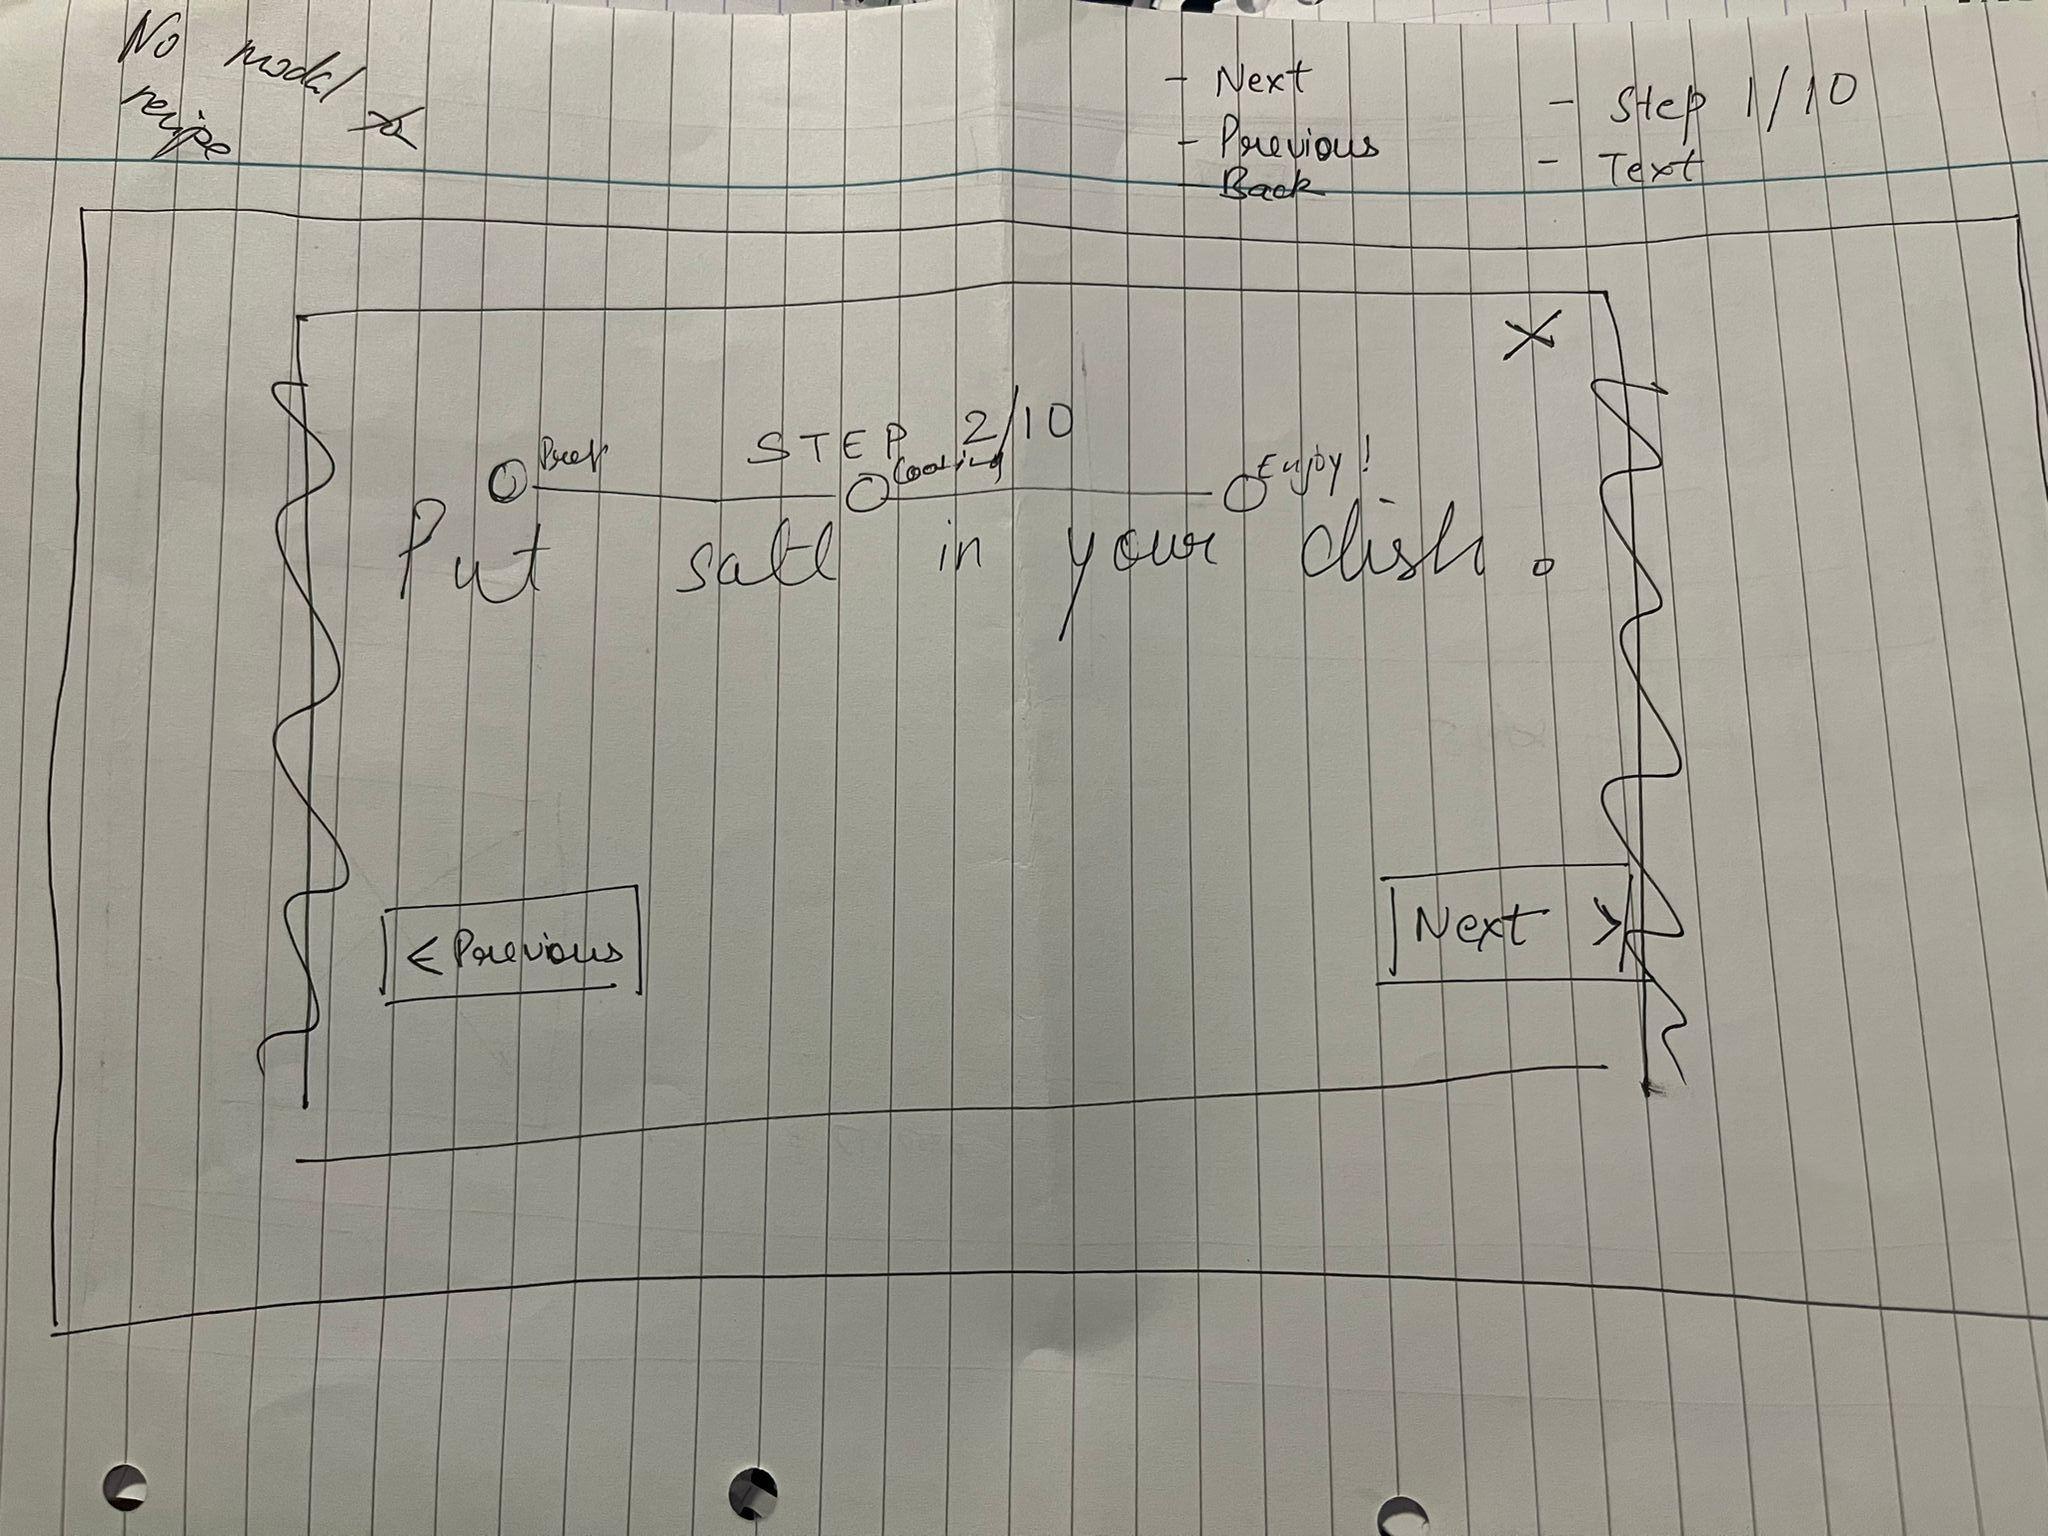 No modal
recipe
- Next
- Previous
- Back
- Step 1/10
- Text
X
STEP 2/10
Prep
Cooking
Enjoy!
Put salt in your dish.
< Previous
Next >